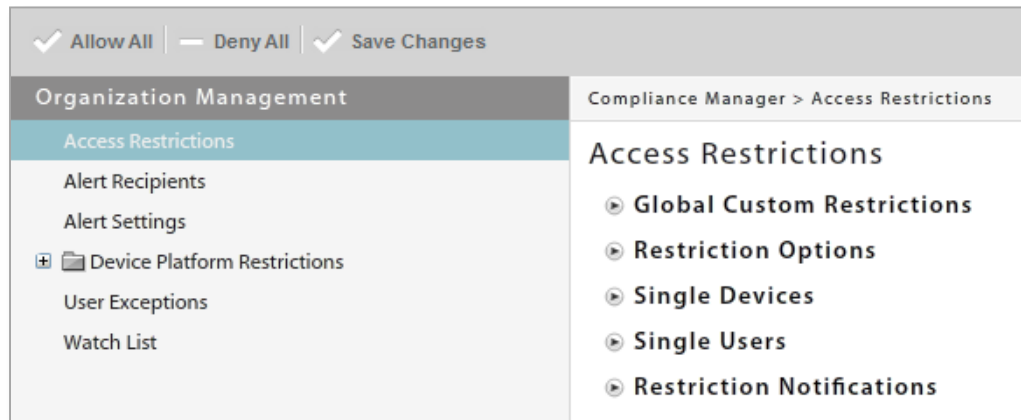 Allow All Deny All Save Changes
Organization Management
Access Restrictions
Alert Recipients
Alert Settings
Device Platform Restrictions
User Exceptions
Watch List
Compliance Manager > Access Restrictions
Access Restrictions
Global Custom Restrictions
Restriction Options
Single Devices
Single Users
Restriction Notifications